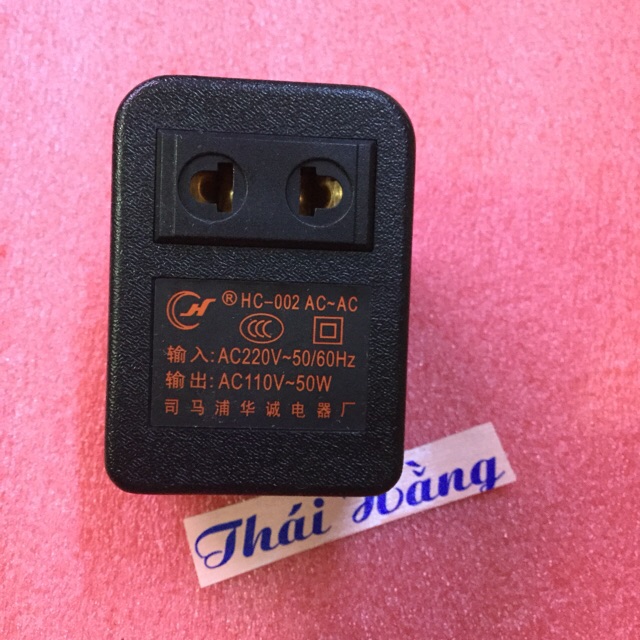 ® HC-002 AC~AC
CCC
输入:AC220V~50/60Hz
输出:AC110V~50W
司马浦华诚电器厂
Thái Hằng